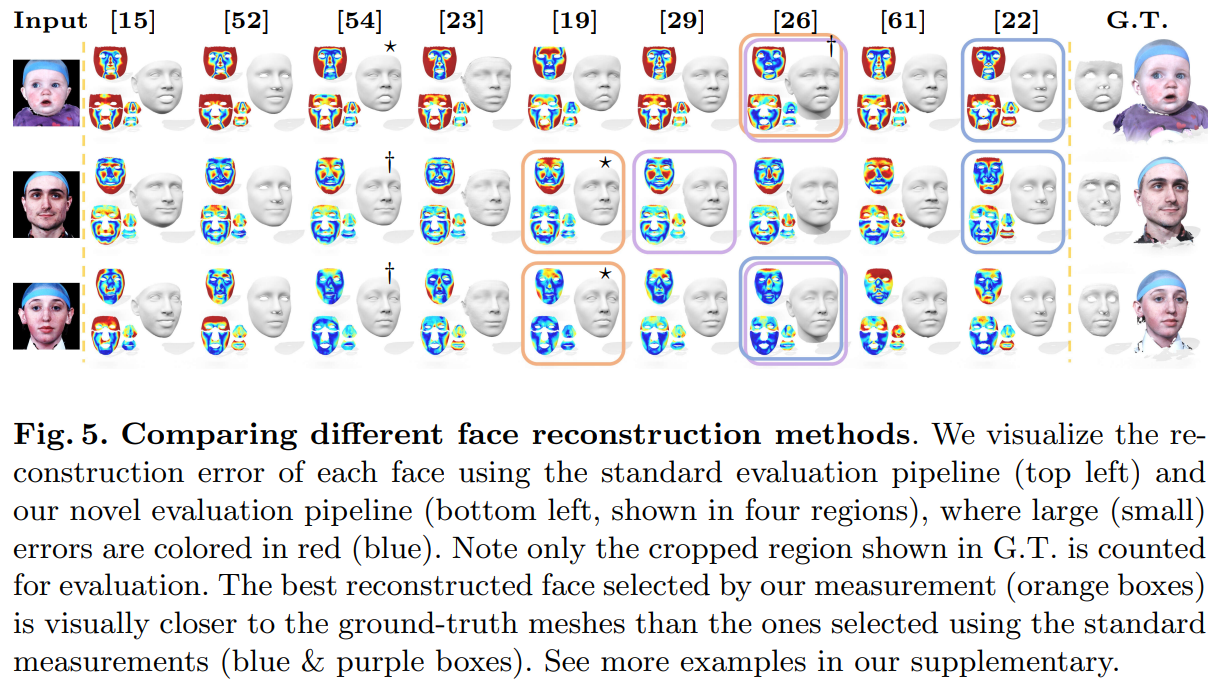 Input [15] [52] [54] [23] [19] [29] [26] [61] [22] G.T.
⋆ †
† ⋆
† ⋆
Fig. 5. Comparing different face reconstruction methods. We visualize the re-
construction error of each face using the standard evaluation pipeline (top left) and
our novel evaluation pipeline (bottom left, shown in four regions), where large (small)
errors are colored in red (blue). Note only the cropped region shown in G.T. is counted
for evaluation. The best reconstructed face selected by our measurement (orange boxes)
is visually closer to the ground-truth meshes than the ones selected using the standard
measurements (blue & purple boxes). See more examples in our supplementary.